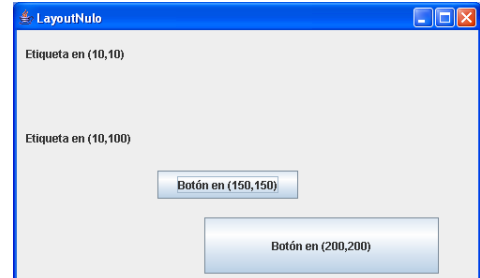 LayoutNulo
Etiqueta en (10,10)
Etiqueta en (10,100)
Botón en (150,150)
Botón en (200,200)